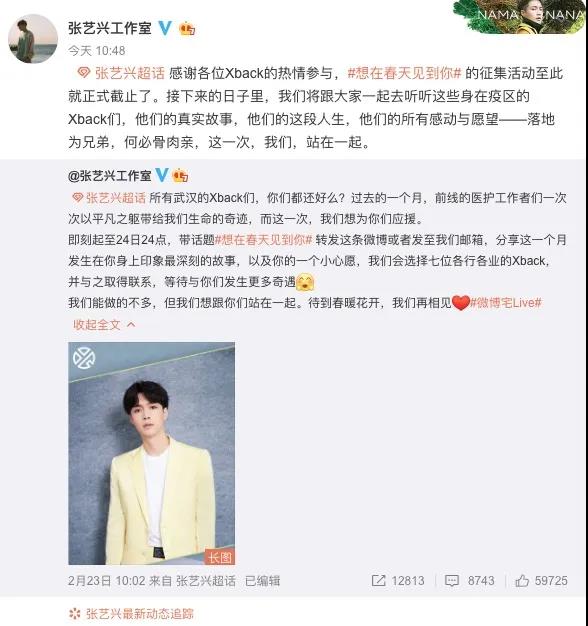 NAMA NANA
张艺兴工作室
今天 10:48
张艺兴超话 感谢各位Xback的热情参与，#想在春天见到你# 的征集活动至此
就正式截止了。接下来的日子里，我们将跟大家一起去听听这些身在疫区的
Xback们，他们的真实故事，他们的这段人生，他们的所有感动与愿望——落地
为兄弟，何必骨肉亲，这一次，我们，站在一起。
@张艺兴工作室
张艺兴超话 所有武汉的Xback们，你们都还好么？过去的一个月，前线的医护工作者们一次次
次以平凡之躯带给我们生命的奇迹，而这一次，我们想为你们应援。
即刻起至24日24点，带话题#想在春天见到你# 转发这条微博或者发至我们邮箱，分享这一个月
发生在你身上印象最深刻的故事，以及你的一个小心愿，我们会选择七位各行各业的Xback，
并与之取得联系，等待与你们发生更多奇遇
我们能做的不多，但我们想跟你们站在一起。待到春暖花开，我们再相见#微博宅Live#
收起全文
长图
2月23日 10:02 来自 张艺兴超话 已编辑 12813 8743 59725
张艺兴最新动态追踪